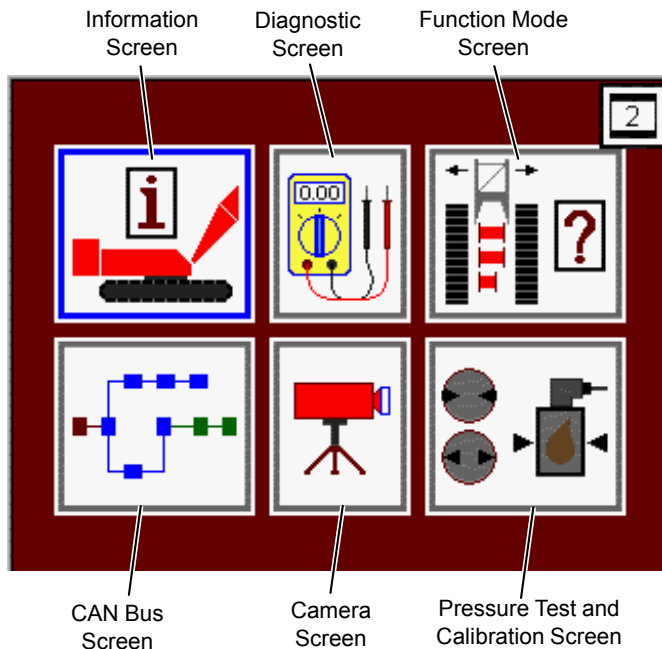 Information
Screen
Diagnostic
Screen
Function Mode
Screen
2
i
0.00
?
CAN Bus
Screen
Camera
Screen
Pressure Test and
Calibration Screen